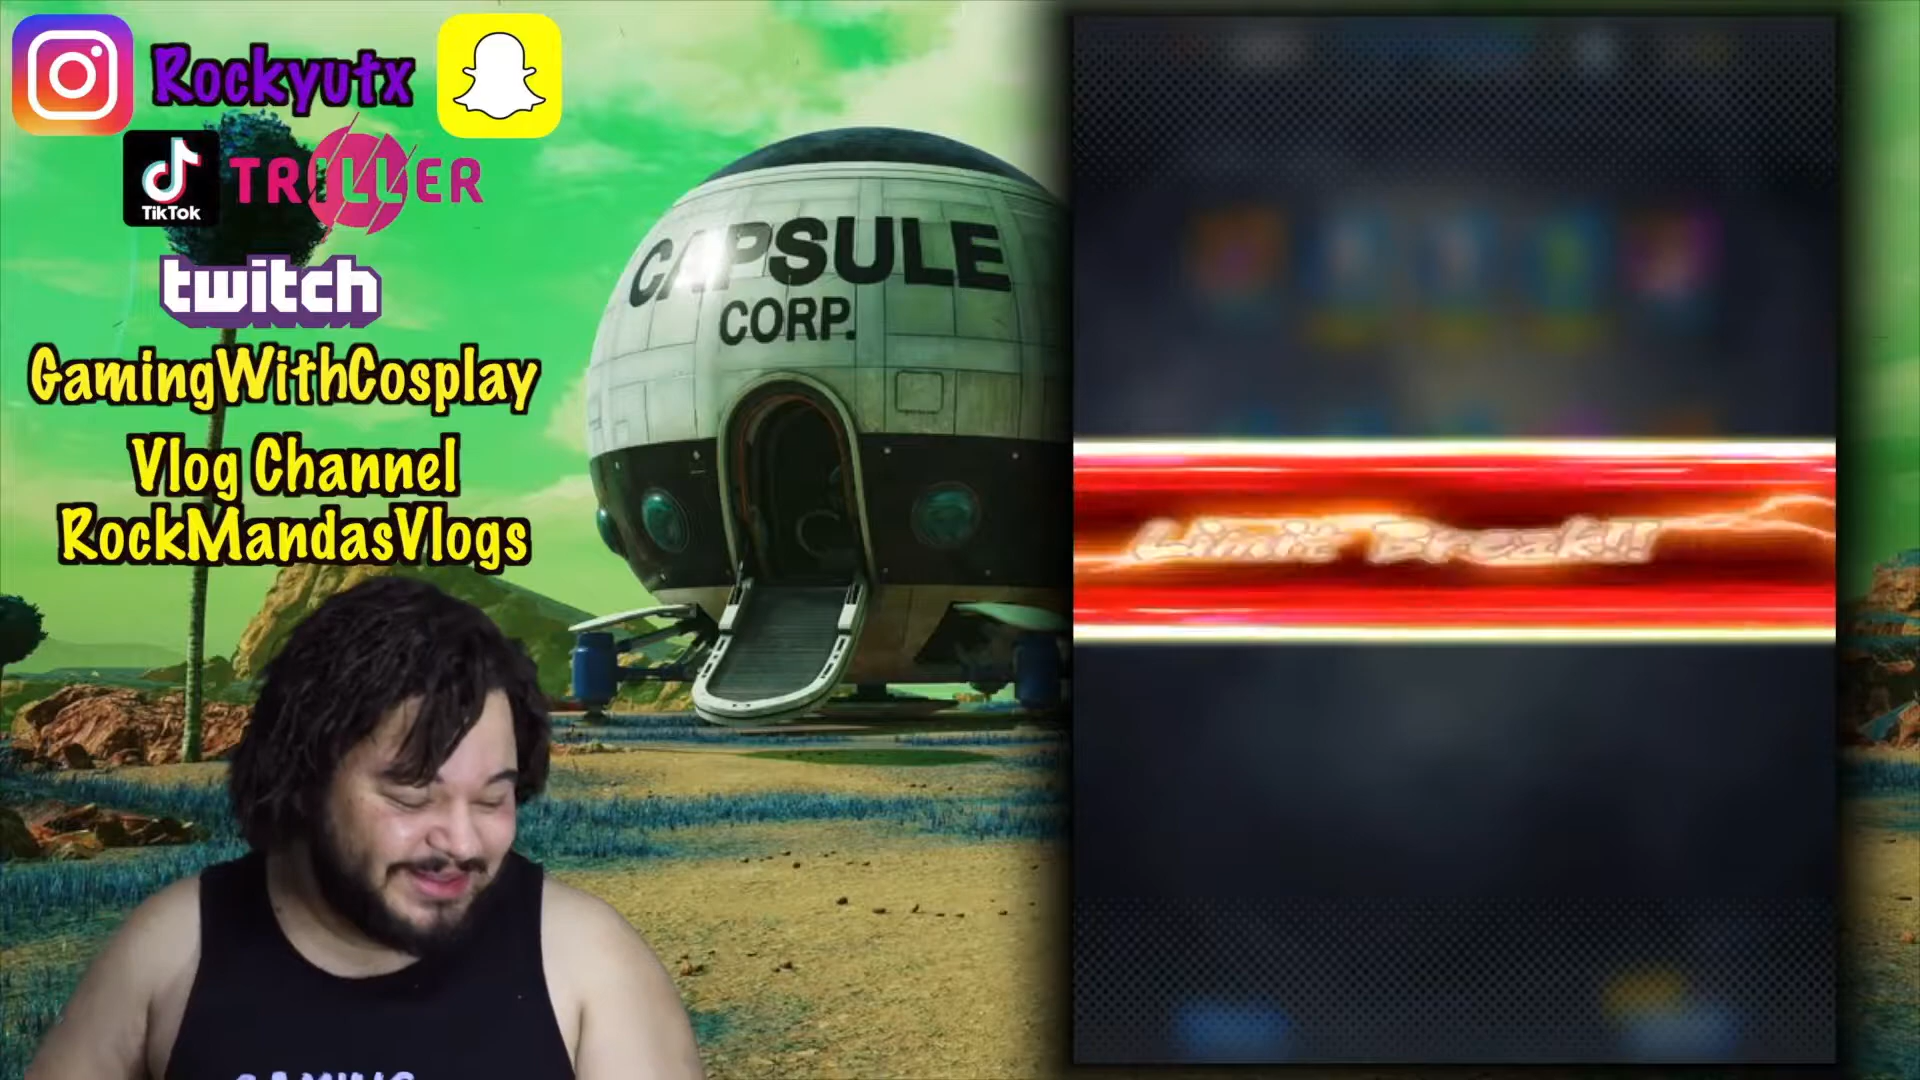 Rockyutx
TikTok
TRILLER
twitch
GamingWithCosplay
Vlog Channel
RockMandasVlogs
CAPSULE
CORP.
Limit Break!!